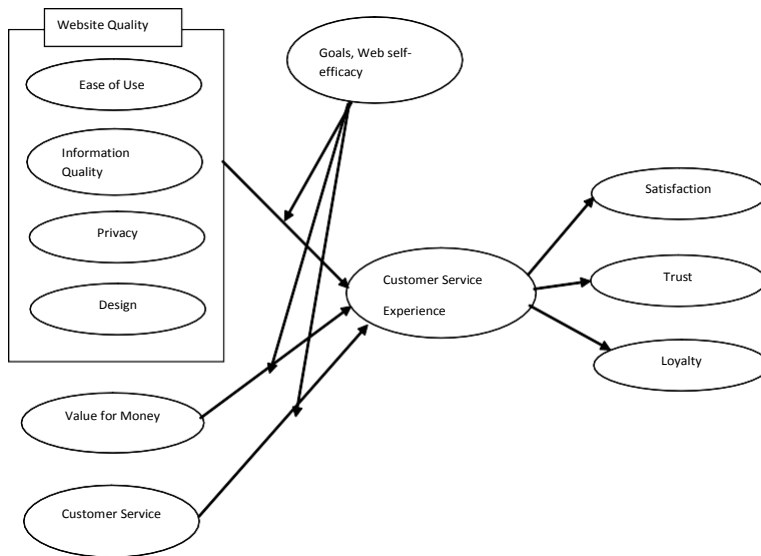 Website Quality
Ease of Use
Information
Quality
Privacy
Design
Value for Money
Customer Service
Goals, Web self-
efficacy
Customer Service
Experience
Satisfaction
Trust
Loyalty